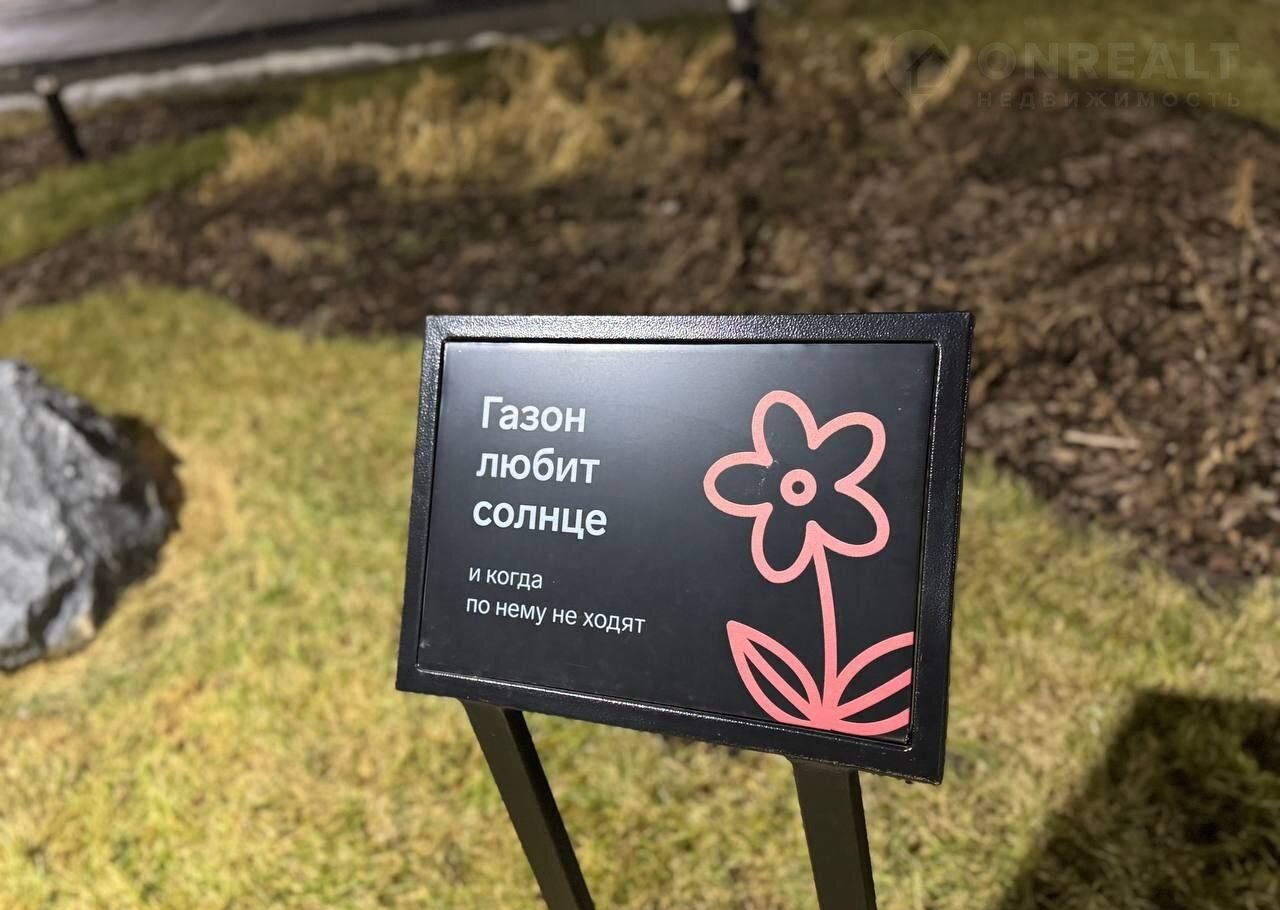 ONREALT
НЕДВИЖИМОСТЬ
Газон
любит
солнце
и когда
по нему не ходят